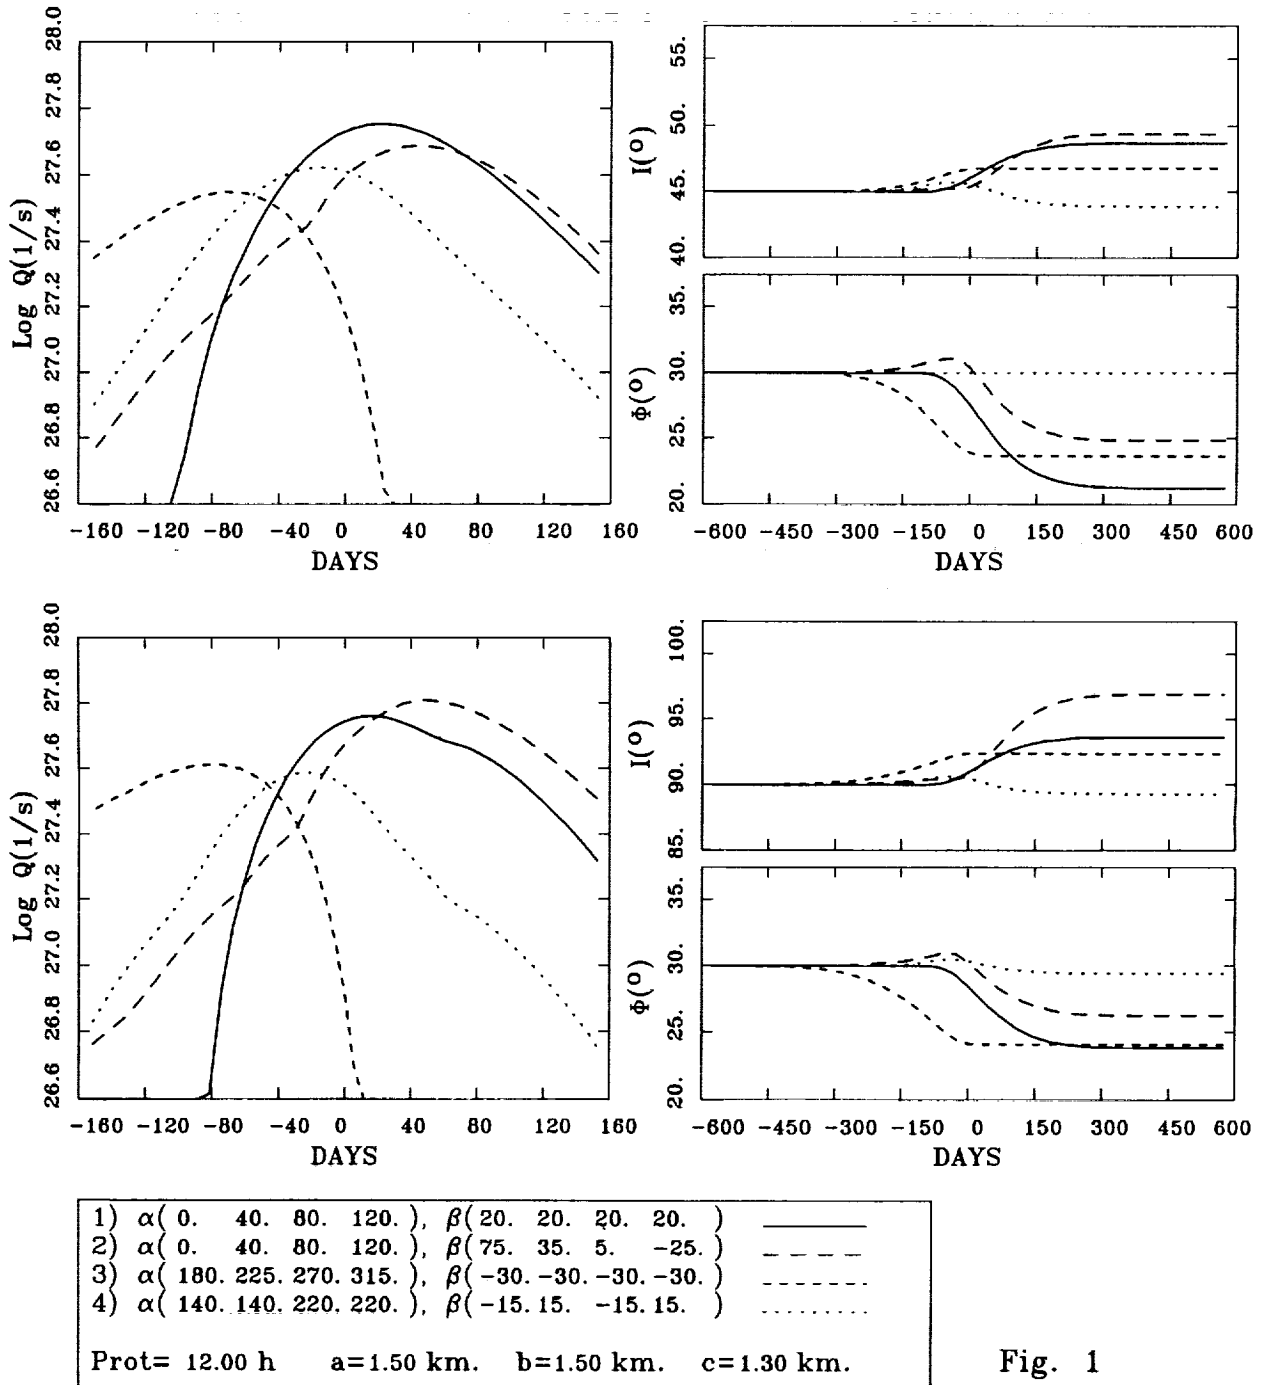 28.0
27.8
27.6
27.4
27.2
27.0
26.8
26.6
Log Q(1/s)
-160 -120 -80 -40 0 40 80 120 160
DAYS
55.
50.
45.
40.
I(°)
35.
30.
25.
20.
Φ(°)
-600 -450 -300 -150 0 150 300 450 600
DAYS
28.0
27.8
27.6
27.4
27.2
27.0
26.8
26.6
Log Q(1/s)
-160 -120 -80 -40 0 40 80 120 160
DAYS
100.
95.
90.
85.
I(°)
35.
30.
25.
20.
Φ(°)
-600 -450 -300 -150 0 150 300 450 600
DAYS
1) α( 0. 40. 80. 120. ), β( 20. 20. 20. 20. )
2) α( 0. 40. 80. 120. ), β( 75. 35. 5. -25. )
3) α( 180. 225. 270. 315. ), β( -30. -30. -30. -30. )
4) α( 140. 140. 220. 220. ), β( -15. 15. -15. 15. )
Prot= 12.00 h a=1.50 km. b=1.50 km. c=1.30 km.
Fig. 1